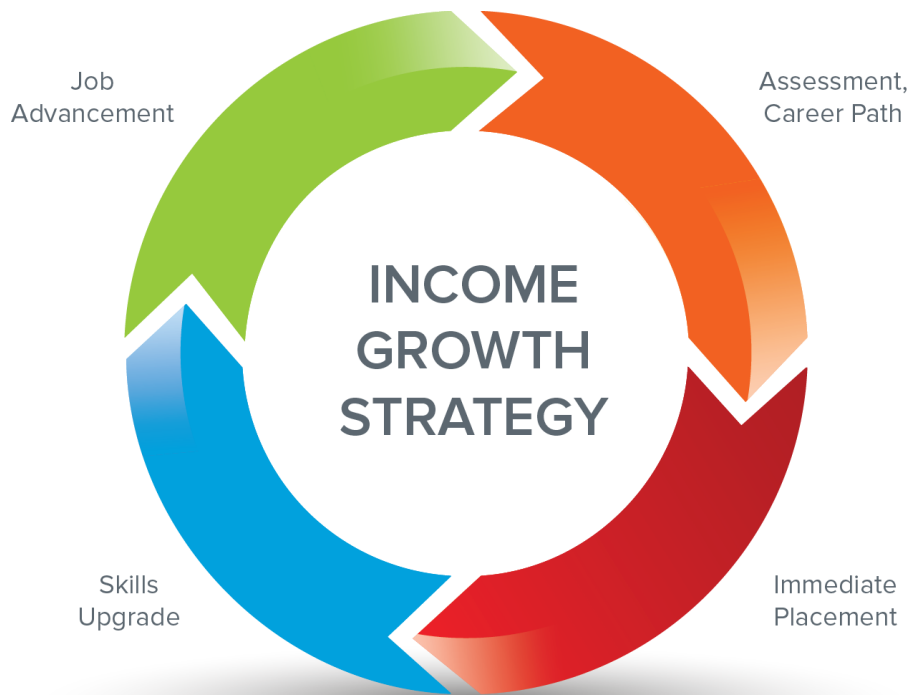 Job
Advancement
Assessment,
Career Path
INCOME
GROWTH
STRATEGY
Skills
Upgrade
Immediate
Placement